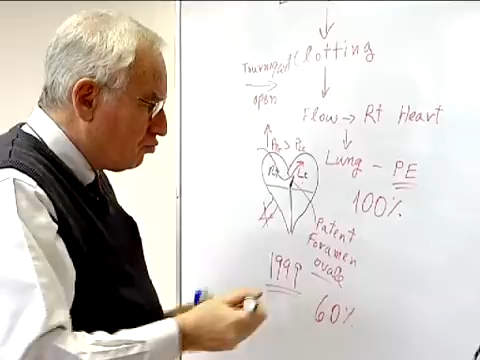 Clotting
Tourniquet
open
Flow → Rt Heart
Lung - PE
100%
Rt
Lt
Patent
Foramen
ovale
1999
60%